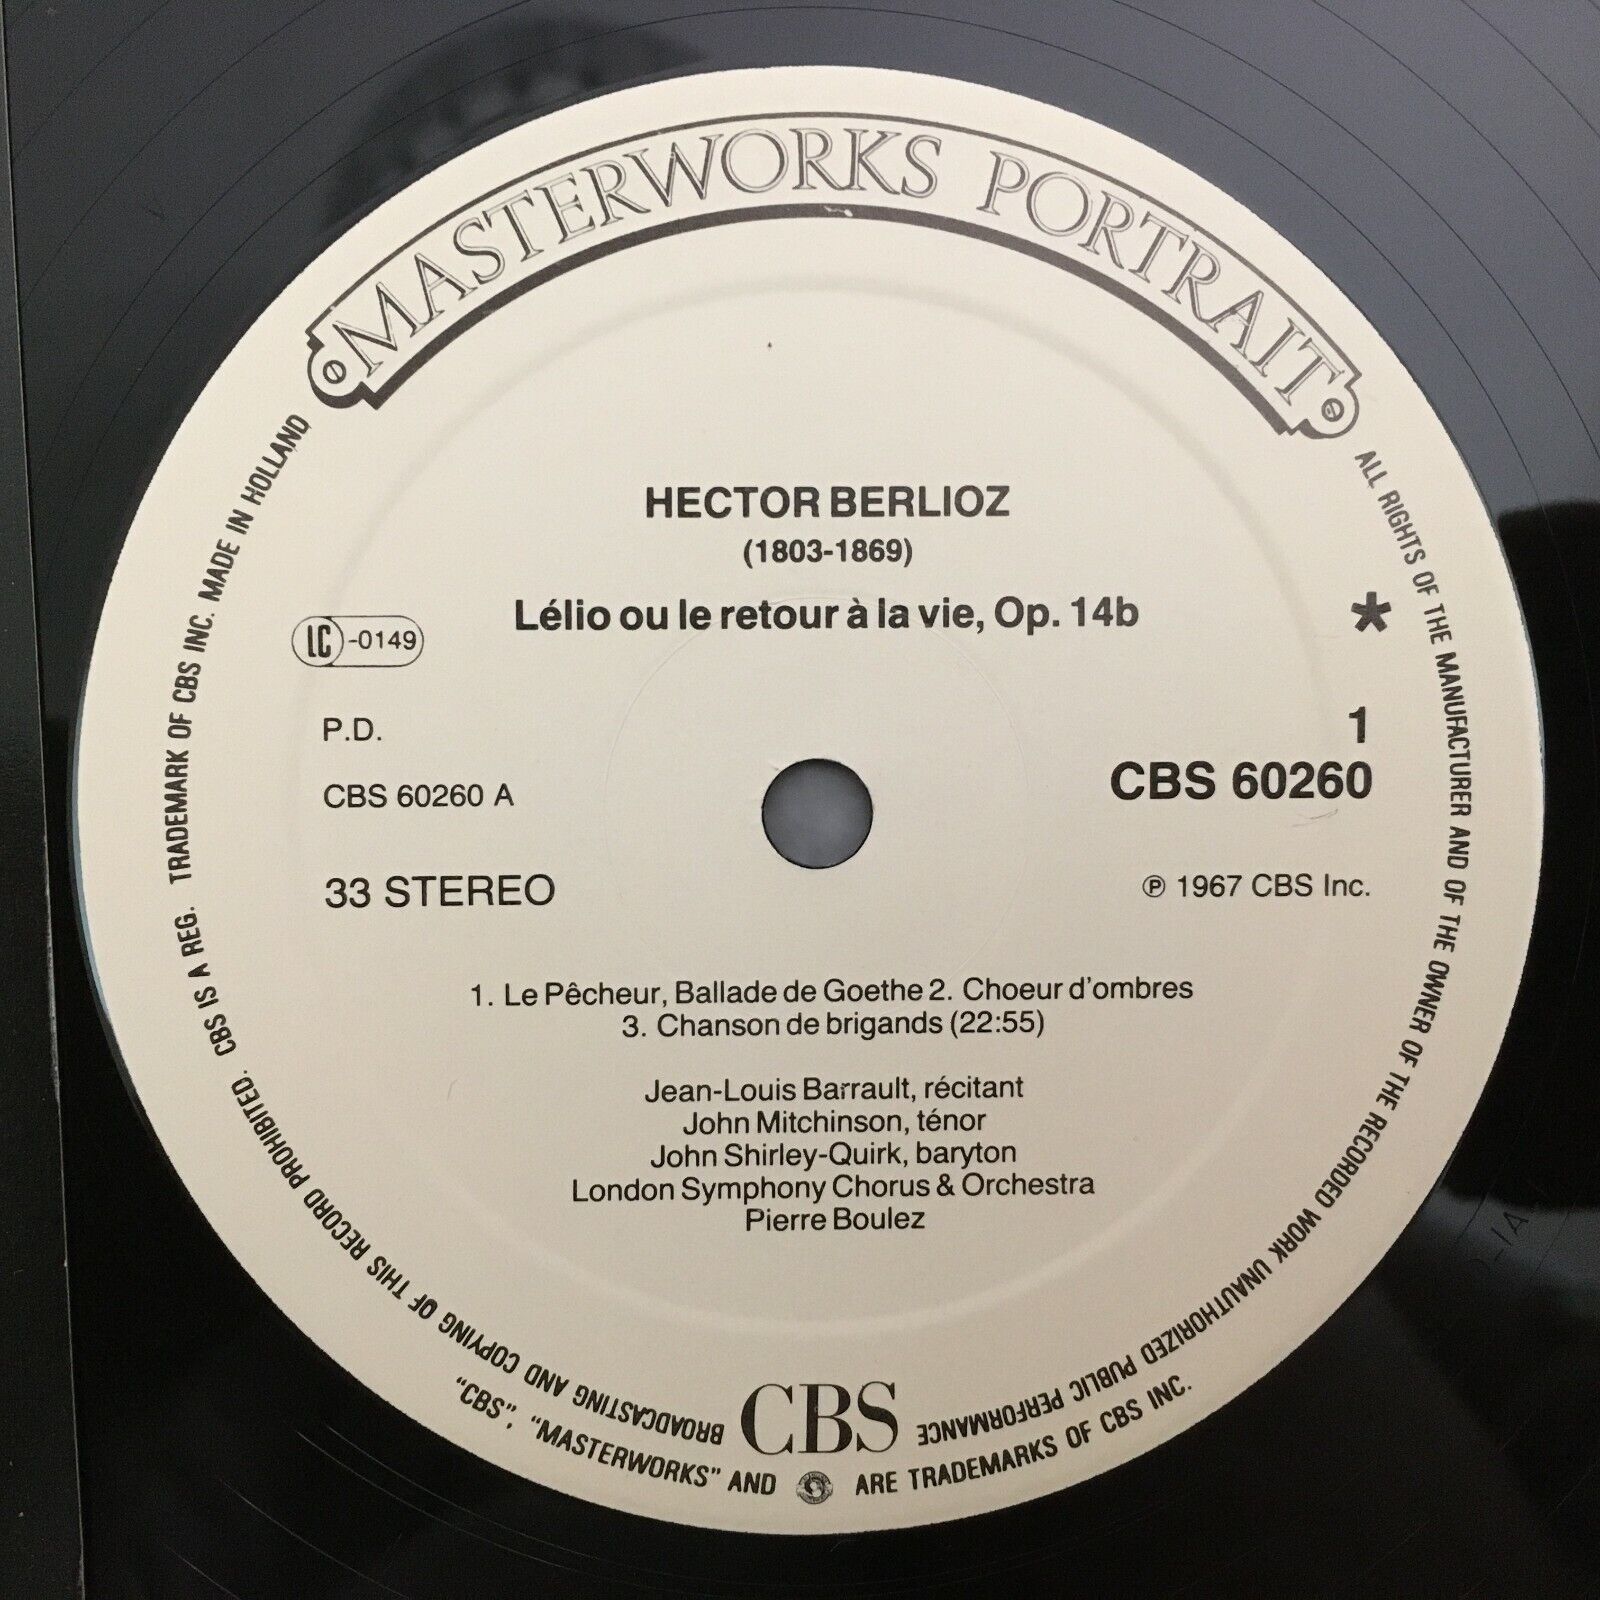 MASTERWORKS PORTRAIT
HECTOR BERLIOZ
(1803-1869)
Lélio ou le retour à la vie, Op. 14b
*
LC -0149
P.D.
1
CBS 60260 A
CBS 60260
33 STEREO
℗ 1967 CBS Inc.
1. Le Pêcheur, Ballade de Goethe 2. Choeur d'ombres
3. Chanson de brigands (22:55)
Jean-Louis Barrault, récitant
John Mitchinson, ténor
John Shirley-Quirk, baryton
London Symphony Chorus & Orchestra
Pierre Boulez
CBS
ALL RIGHTS OF THE MANUFACTURER AND OF THE OWNER OF THE RECORDED WORK UNAUTHORIZED PUBLIC PERFORMANCE
BROADCASTING AND COPYING OF THIS RECORD PROHIBITED. CBS IS A REG. TRADEMARK OF CBS INC. MADE IN HOLLAND
"CBS", "MASTERWORKS" AND ARE TRADEMARKS OF CBS INC.
-1A